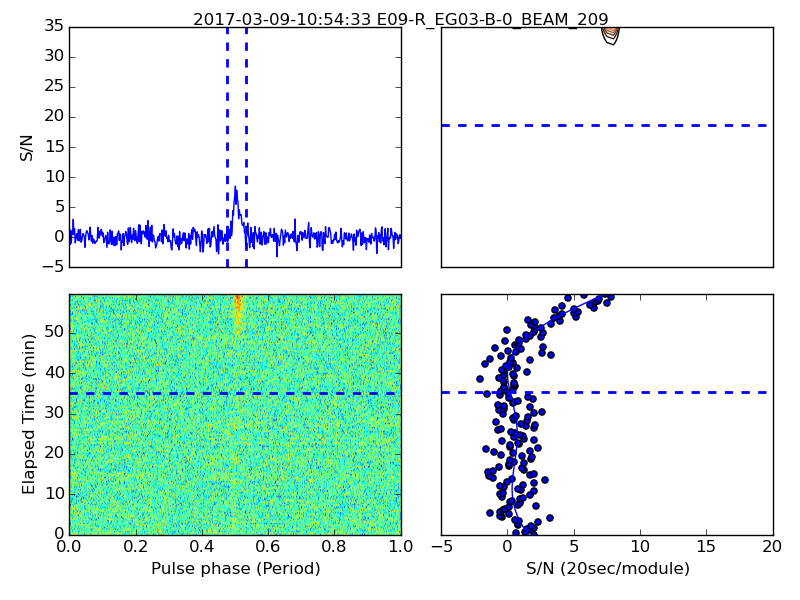 2017-03-09-10:54:33 E09-R_EG03-B-0_BEAM_209
35
30
25
20
15
10
5
0
−5
S/N
50
40
30
20
10
0
Elapsed Time (min)
0.0 0.2 0.4 0.6 0.8 1.0
Pulse phase (Period)
−5 0 5 10 15 20
S/N (20sec/module)